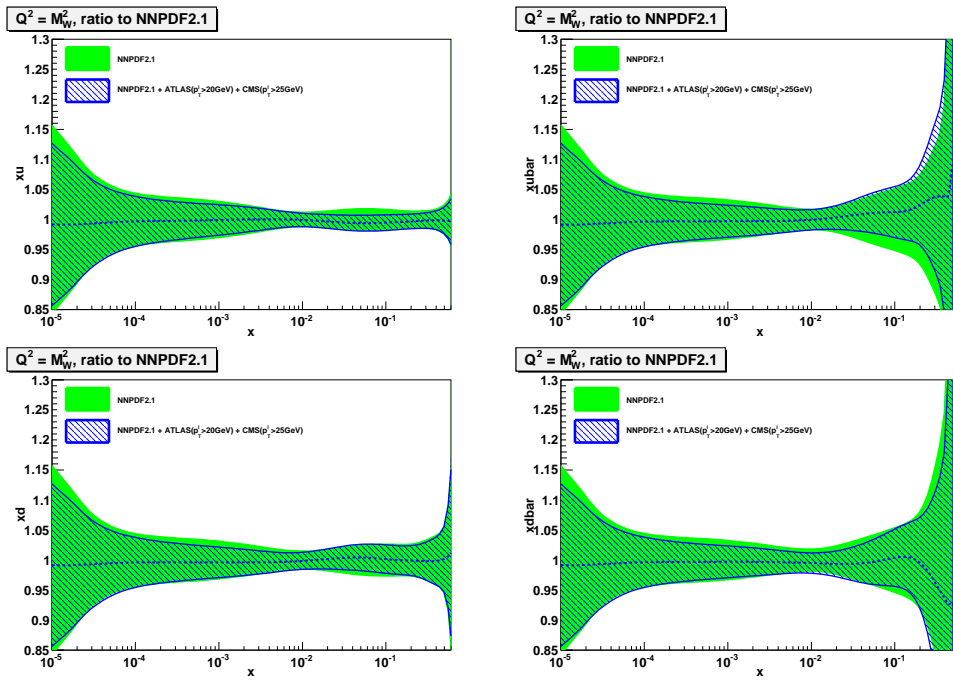 Q² = M²_W, ratio to NNPDF2.1
NNPDF2.1
NNPDF2.1 + ATLAS(p_T^l>20GeV) + CMS(p_T^l>25GeV)
xu
1.3
1.25
1.2
1.15
1.1
1.05
1
0.95
0.9
0.85
10⁻⁵ 10⁻⁴ 10⁻³ 10⁻² 10⁻¹
x
Q² = M²_W, ratio to NNPDF2.1
NNPDF2.1
NNPDF2.1 + ATLAS(p_T^l>20GeV) + CMS(p_T^l>25GeV)
xubar
1.3
1.25
1.2
1.15
1.1
1.05
1
0.95
0.9
0.85
10⁻⁵ 10⁻⁴ 10⁻³ 10⁻² 10⁻¹
x
Q² = M²_W, ratio to NNPDF2.1
NNPDF2.1
NNPDF2.1 + ATLAS(p_T^l>20GeV) + CMS(p_T^l>25GeV)
xd
1.3
1.25
1.2
1.15
1.1
1.05
1
0.95
0.9
0.85
10⁻⁵ 10⁻⁴ 10⁻³ 10⁻² 10⁻¹
x
Q² = M²_W, ratio to NNPDF2.1
NNPDF2.1
NNPDF2.1 + ATLAS(p_T^l>20GeV) + CMS(p_T^l>25GeV)
xdbar
1.3
1.25
1.2
1.15
1.1
1.05
1
0.95
0.9
0.85
10⁻⁵ 10⁻⁴ 10⁻³ 10⁻² 10⁻¹
x